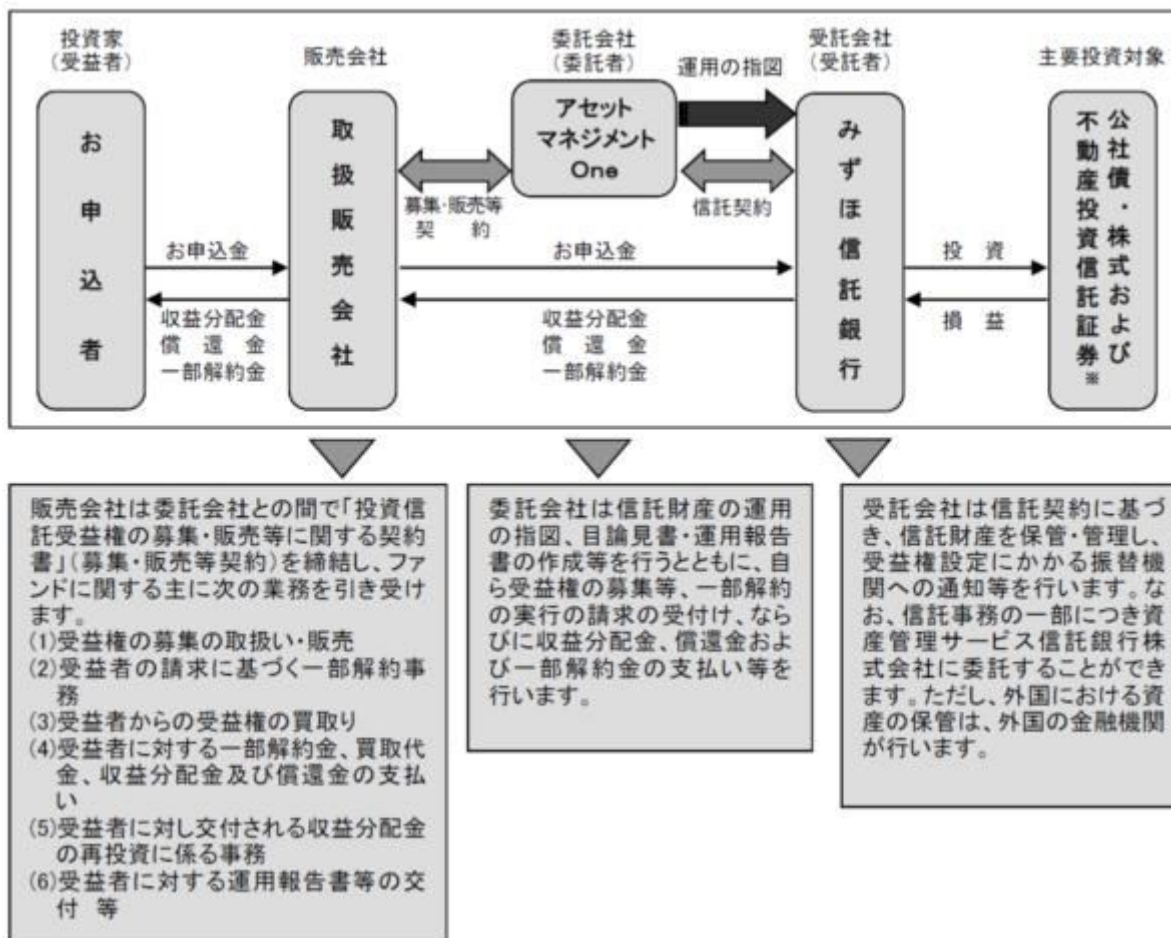 投資家
(受益者)
お申込者
販売会社
取扱販売会社
委託会社
(委託者)
アセット
マネジメント
One
運用の指図
受託会社
(受託者)
みずほ信託銀行
主要投資対象
公社債・株式および
不動産投資信託証券※
募集・販売等
契　約
信託契約
お申込金
収益分配金
償　還　金
一部解約金
お申込金
収益分配金
償　還　金
一部解約金
投　資
損　益
販売会社は委託会社との間で「投資信
託受益権の募集・販売等に関する契約
書」(募集・販売等契約)を締結し、ファ
ンドに関する主に次の業務を引き受け
ます。
(1)受益権の募集の取扱い・販売
(2)受益者の請求に基づく一部解約事
務
(3)受益者からの受益権の買取り
(4)受益者に対する一部解約金、買取代
金、収益分配金及び償還金の支払
い
(5)受益者に対し交付される収益分配金
の再投資に係る事務
(6)受益者に対する運用報告書等の交
付　等
委託会社は信託財産の運用
の指図、目論見書・運用報告
書の作成等を行うとともに、自
ら受益権の募集等、一部解約
の実行の請求の受付け、なら
びに収益分配金、償還金およ
び一部解約金の支払い等を
行います。
受託会社は信託契約に基づ
き、信託財産を保管・管理し、
受益権設定にかかる振替機
関への通知等を行います。な
お、信託事務の一部につき資
産管理サービス信託銀行株
式会社に委託することができ
ます。ただし、外国における資
産の保管は、外国の金融機関
が行います。